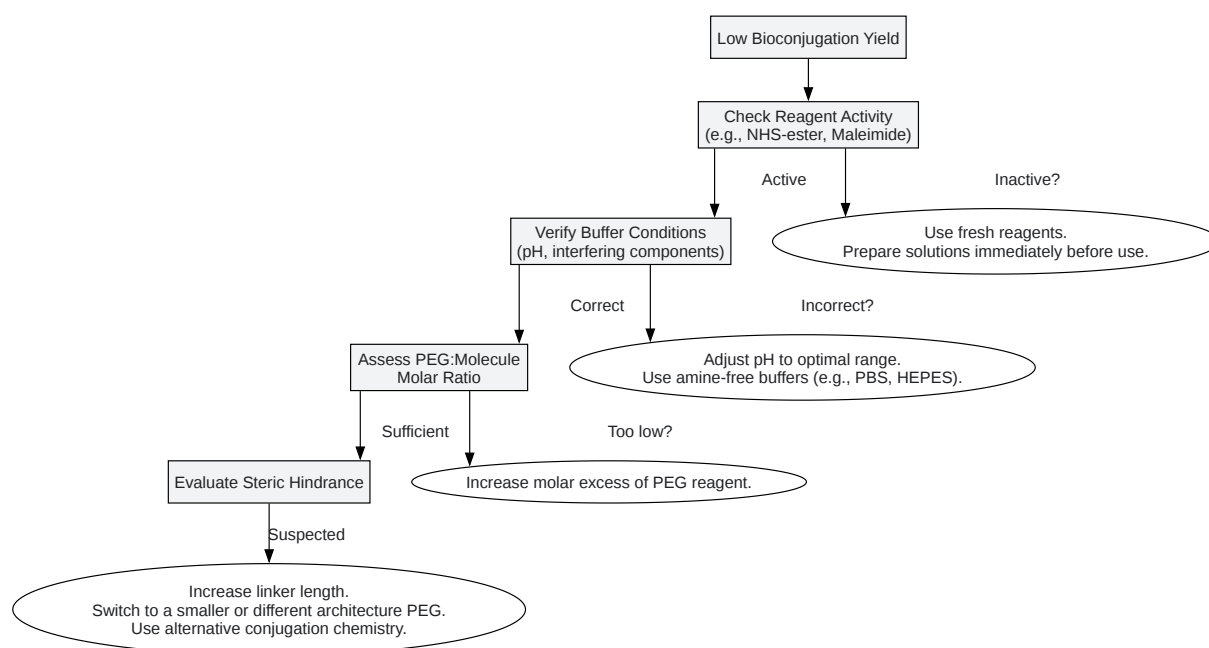 Low Bioconjugation Yield
Check Reagent Activity
(e.g., NHS-ester, Maleimide)
Active
Inactive?
Verify Buffer Conditions
(pH, interfering components)
Use fresh reagents.
Prepare solutions immediately before use.
Correct
Incorrect?
Assess PEG:Molecule
Molar Ratio
Adjust pH to optimal range.
Use amine-free buffers (e.g., PBS, HEPES).
Sufficient
Too low?
Evaluate Steric Hindrance
Increase molar excess of PEG reagent.
Suspected
Increase linker length.
Switch to a smaller or different architecture PEG.
Use alternative conjugation chemistry.